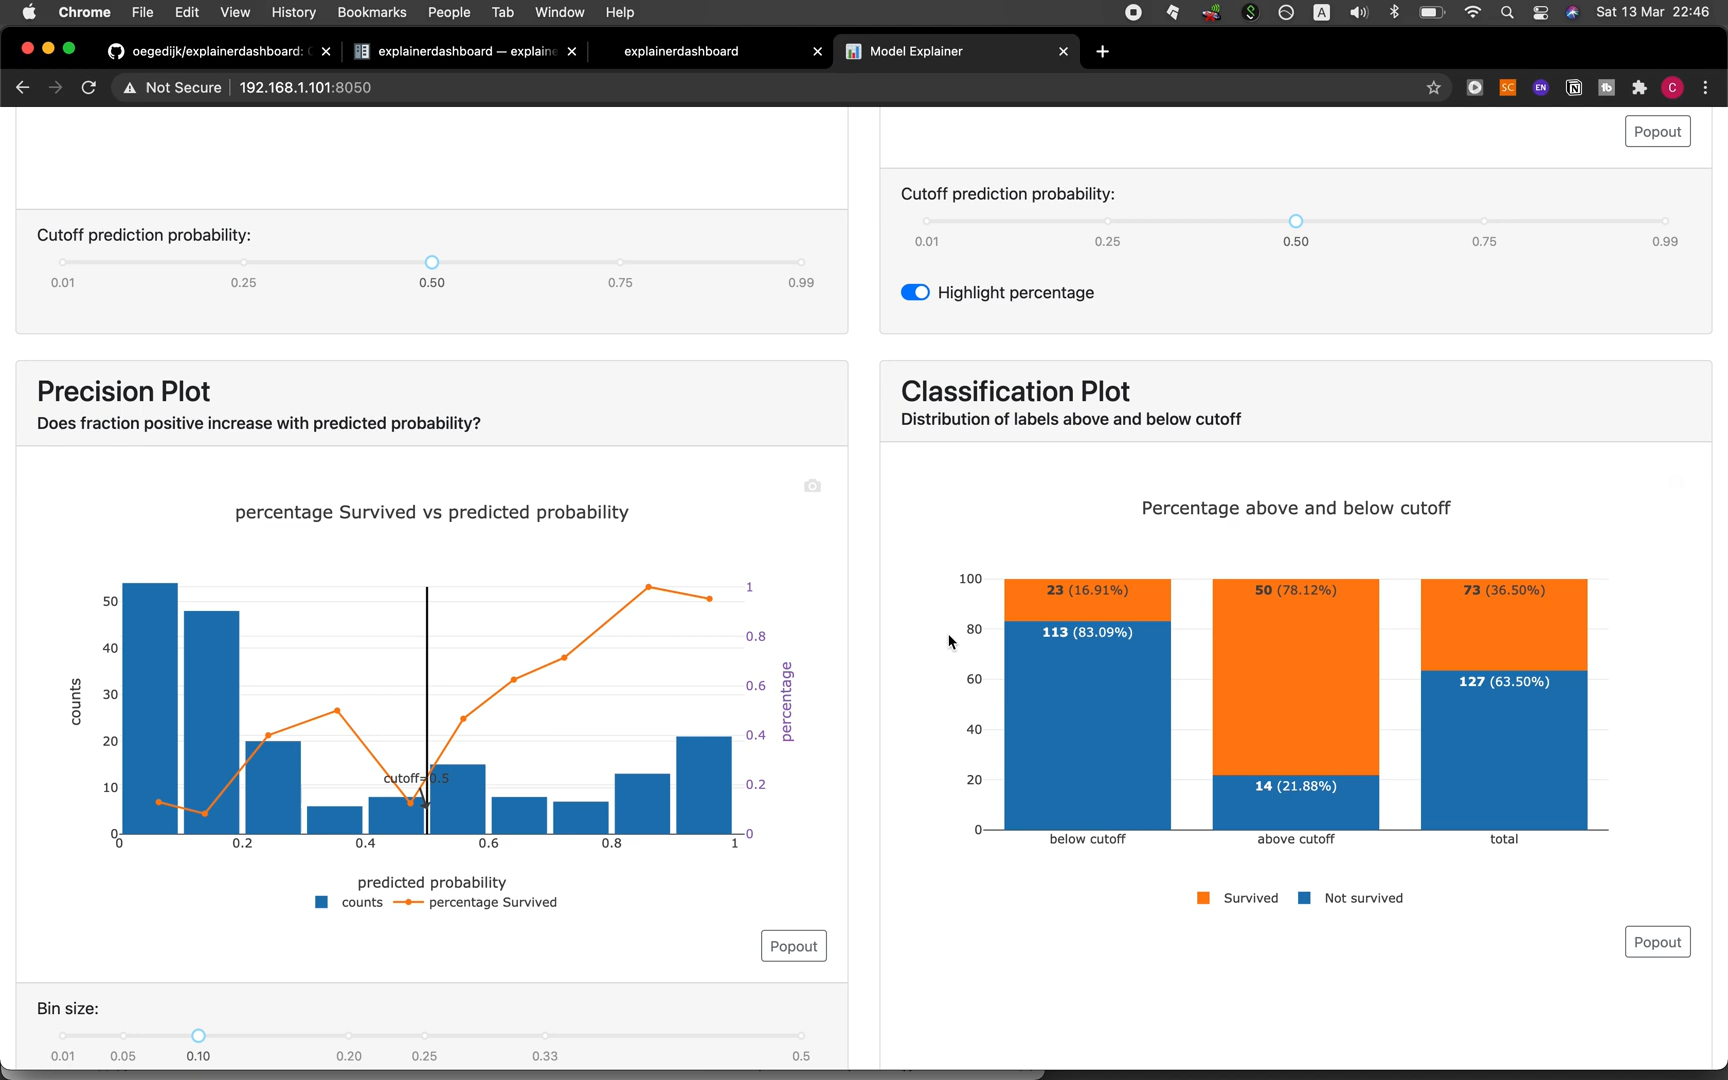 Chrome File Edit View History Bookmarks People Tab Window Help
A
Sat 13 Mar 22:46
oegedijk/explainerdashboard:
explainerdashboard — explaine
explainerdashboard
Model Explainer
Not Secure 192.168.1.101:8050
SC
EN
tb
C
Popout
Cutoff prediction probability:
0.01 0.25 0.50 0.75 0.99
Cutoff prediction probability:
0.01 0.25 0.50 0.75 0.99
Highlight percentage
Precision Plot
Does fraction positive increase with predicted probability?
percentage Survived vs predicted probability
counts
50
40
30
20
10
0
1
0.8
0.6
0.4
0.2
0
percentage
cutoff=0.5
0 0.2 0.4 0.6 0.8 1
predicted probability
counts percentage Survived
Popout
Bin size:
0.01 0.05 0.10 0.20 0.25 0.33 0.5
Classification Plot
Distribution of labels above and below cutoff
Percentage above and below cutoff
100
80
60
40
20
0
23 (16.91%)
113 (83.09%)
50 (78.12%)
14 (21.88%)
73 (36.50%)
127 (63.50%)
below cutoff above cutoff total
Survived Not survived
Popout